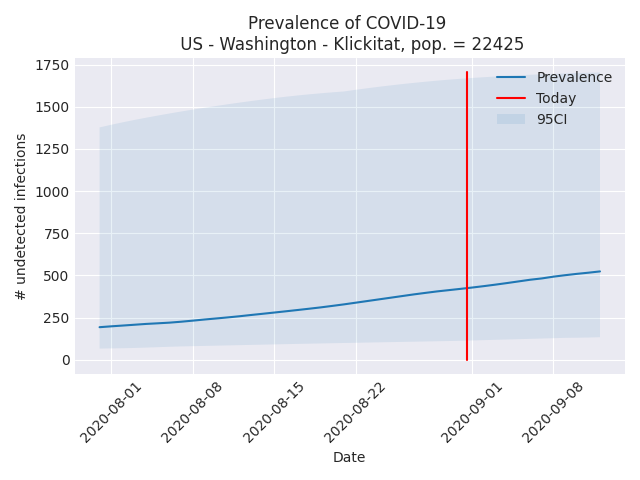 Prevalence of COVID-19
US - Washington - Klickitat, pop. = 22425
# undetected infections
1750
1500
1250
1000
750
500
250
0
Prevalence
Today
95CI
2020-08-01
2020-08-08
2020-08-15
2020-08-22
2020-09-01
2020-09-08
Date